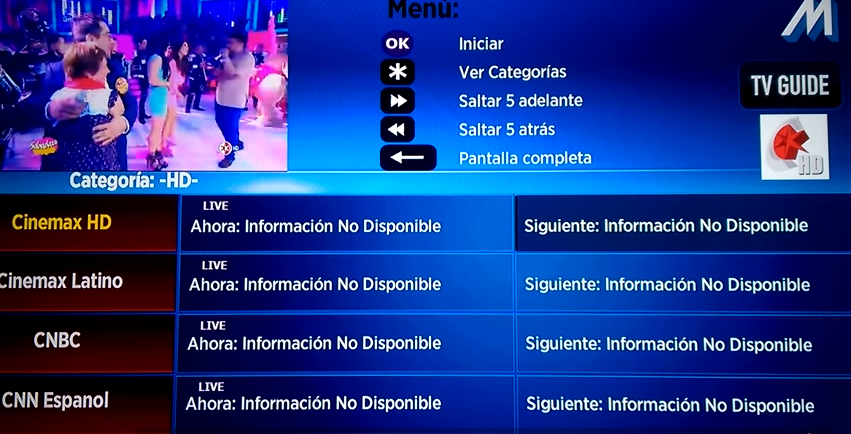 Menú:
OK Iniciar
Ver Categorías
Saltar 5 adelante
Saltar 5 atrás
Pantalla completa
M
TV GUIDE
HD
Categoría: -HD-
Cinemax HD
LIVE
Ahora: Información No Disponible
Siguiente: Información No Disponible
Cinemax Latino
LIVE
Ahora: Información No Disponible
Siguiente: Información No Disponible
CNBC
LIVE
Ahora: Información No Disponible
Siguiente: Información No Disponible
CNN Espanol
LIVE
Ahora: Información No Disponible
Siguiente: Información No Disponible